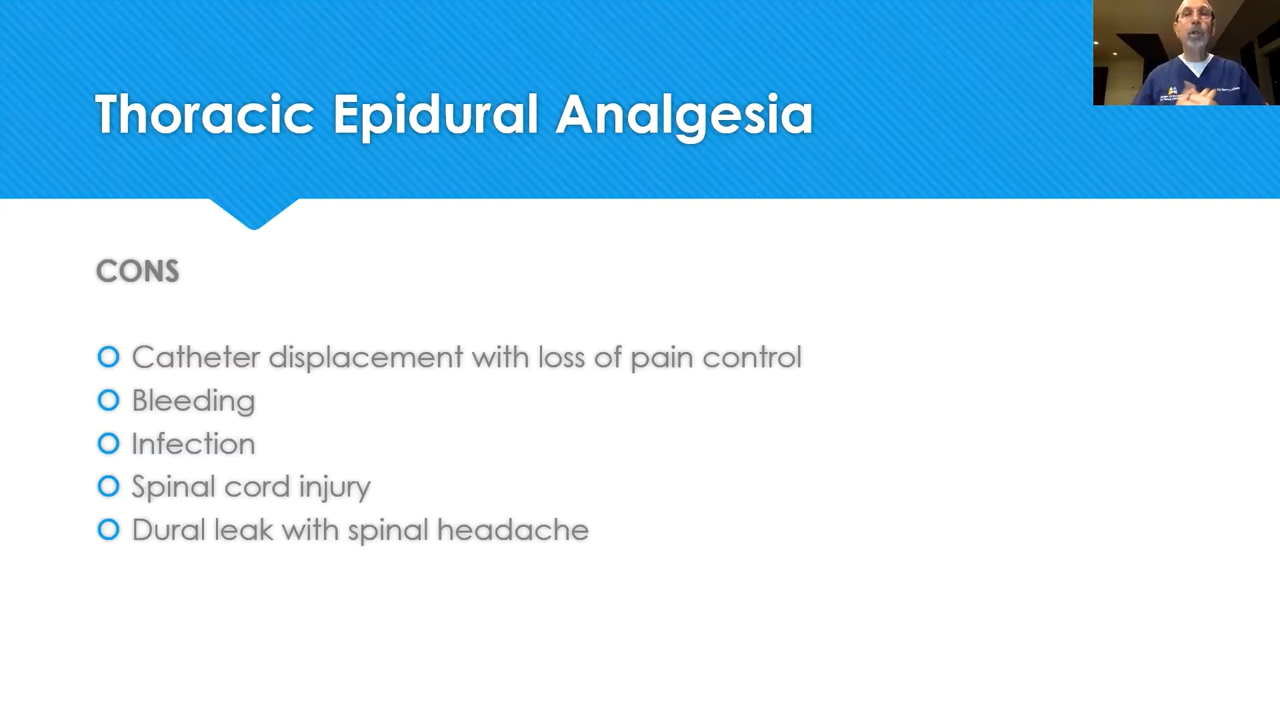 Thoracic Epidural Analgesia
CONS
Catheter displacement with loss of pain control
Bleeding
Infection
Spinal cord injury
Dural leak with spinal headache